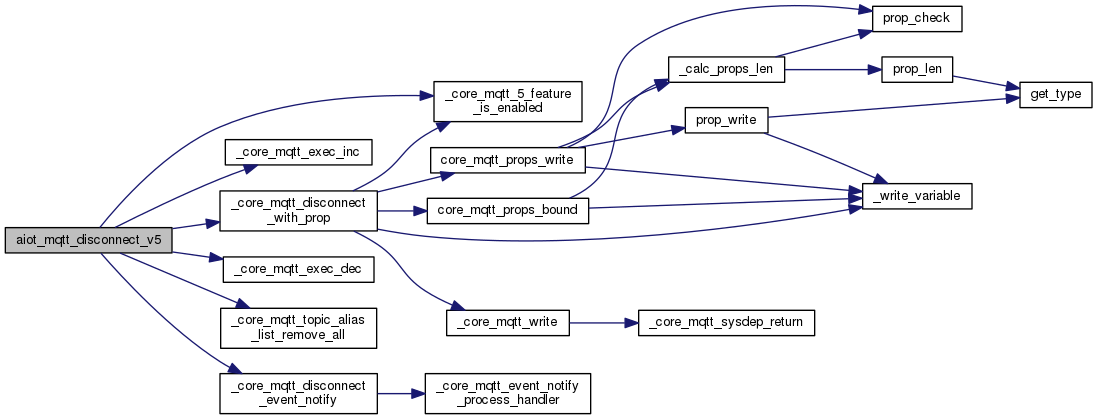 aiot_mqtt_disconnect_v5
_core_mqtt_5_feature
_is_enabled
_core_mqtt_exec_inc
_core_mqtt_disconnect
_with_prop
_core_mqtt_exec_dec
_core_mqtt_topic_alias
_list_remove_all
_core_mqtt_disconnect
_event_notify
core_mqtt_props_write
core_mqtt_props_bound
_core_mqtt_write
_core_mqtt_event_notify
_process_handler
_calc_props_len
prop_write
_core_mqtt_sysdep_return
prop_check
prop_len
_write_variable
get_type